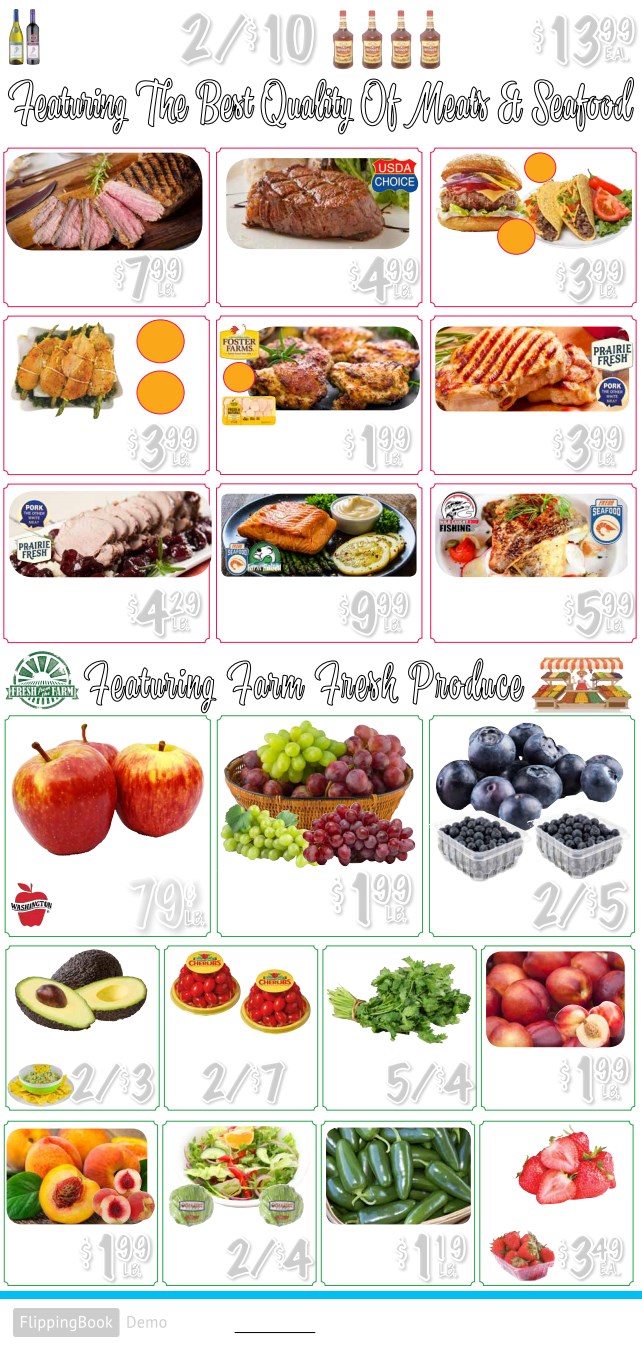 2/$10
$13.99 EA.
Featuring The Best Quality Of Meats & Seafood
USDA CHOICE
$7.99 LB.
$4.99 LB.
$3.99 LB.
FOSTER FARMS
PRAIRIE FRESH
PORK THE OTHER WHITE MEAT
$3.99 LB.
$1.99 LB.
$3.99 LB.
PORK THE OTHER WHITE MEAT
PRAIRIE FRESH
FRESH SEAFOOD
Farm Raised
FISHING
FRESH SEAFOOD
$4.29 LB.
$9.99 LB.
$5.99 LB.
FRESH from the FARM
Featuring Farm Fresh Produce
WASHINGTON
79¢ LB.
$1.99 LB.
2/$5
CHERUBS
CHERUBS
2/$3
2/$7
5/$4
$1.99 LB.
$1.99 LB.
2/$4
$1.19 LB.
$3.49 EA.
FlippingBook Demo